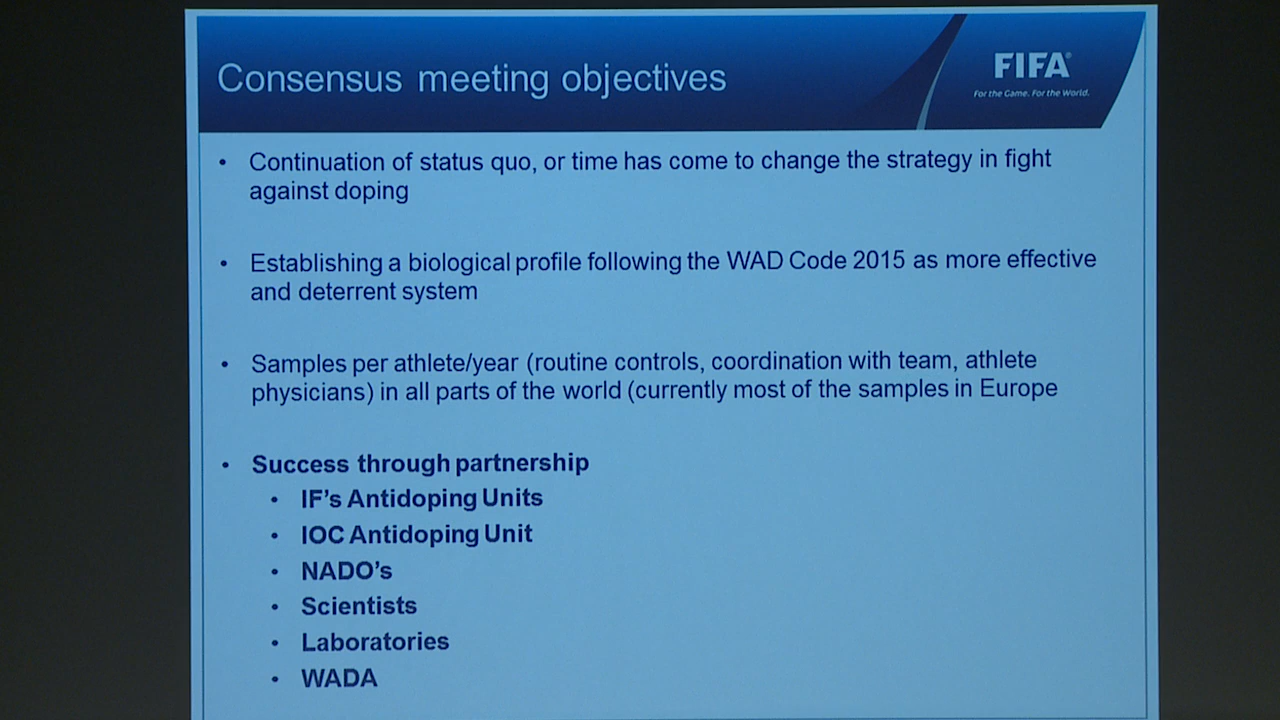 Consensus meeting objectives
FIFA®
For the Game. For the World.
• Continuation of status quo, or time has come to change the strategy in fight
against doping
• Establishing a biological profile following the WAD Code 2015 as more effective
and deterrent system
• Samples per athlete/year (routine controls, coordination with team, athlete
physicians) in all parts of the world (currently most of the samples in Europe
• Success through partnership
• IF's Antidoping Units
• IOC Antidoping Unit
• NADO's
• Scientists
• Laboratories
• WADA